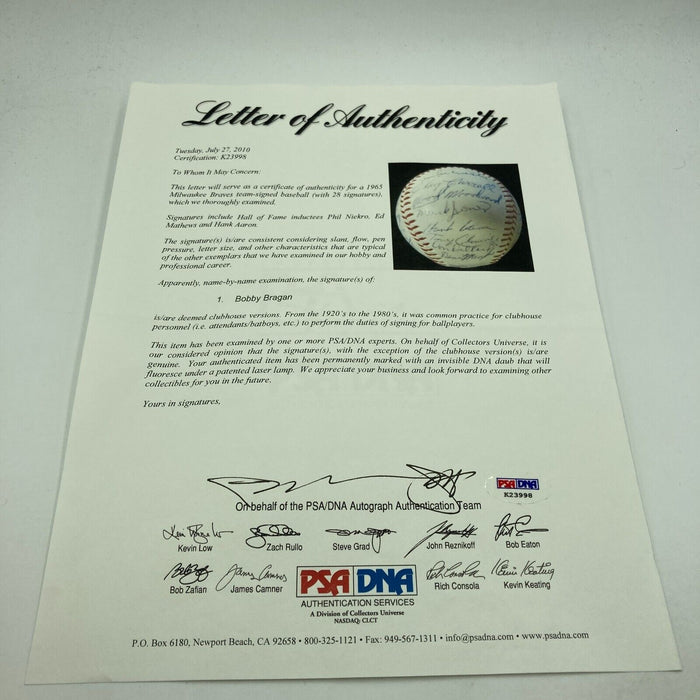 Letter of Authenticity
Tuesday, July 27, 2010
Certification: K23998
To Whom It May Concern:
This letter will serve as a certificate of authenticity for a 1965
Milwaukee Braves team-signed baseball (with 28 signatures),
which we thoroughly examined.
Signatures include Hall of Fame inductees Phil Niekro, Ed
Mathews and Hank Aaron.
The signature(s) is/are consistent considering slant, flow, pen
pressure, letter size, and other characteristics that are typical
of the other exemplars that we have examined in our hobby and
professional career.
Apparently, name-by-name examination, the signature(s) of:
1. Bobby Bragan
is/are deemed clubhouse versions. From the 1920's to the 1980's, it was common practice for clubhouse
personnel (i.e. attendants/batboys, etc.) to perform the duties of signing for ballplayers.
This item has been examined by one or more PSA/DNA experts. On behalf of Collectors Universe, it is
our considered opinion that the signature(s), with the exception of the clubhouse version(s) is/are
genuine. Your authenticated item has been permanently marked with an invisible DNA daub that will
fluoresce under a patented laser lamp. We appreciate your business and look forward to examining other
collectibles for you in the future.
Yours in signatures,
On behalf of the PSA/DNA Autograph Authentication Team
PSA DNA
K23998
Kevin Low Zach Rullo Steve Grad John Reznikoff Bob Eaton
James Camner Rich Consola Kevin Keating
Bob Zafian James Camner Rich Consola Kevin Keating
PSA DNA
AUTHENTICATION SERVICES
A Division of Collectors Universe
NASDAQ: CLCT
P.O. Box 6180, Newport Beach, CA 92658 • 800-325-1121 • Fax: 949-567-1311 • info@psadna.com • www.psadna.com